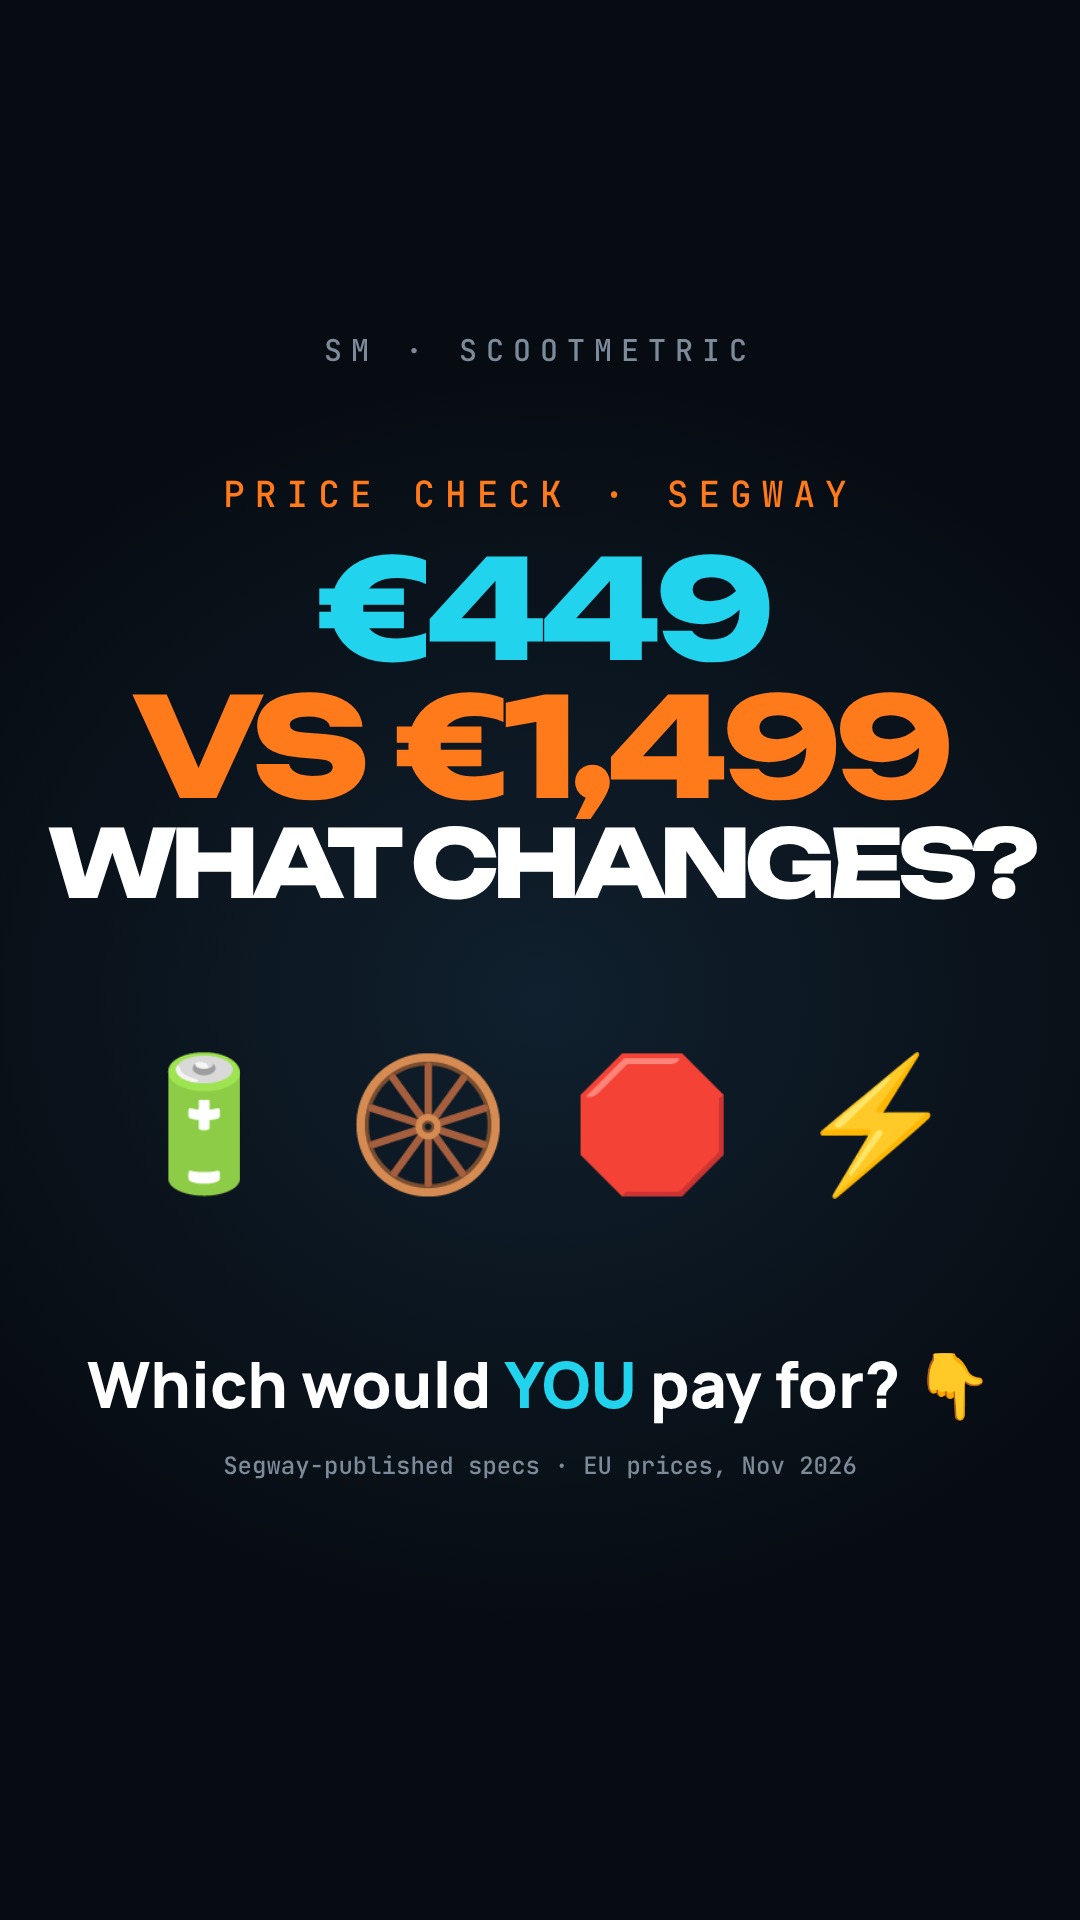 SM · SCOOTMETRIC
PRICE CHECK · SEGWAY
€449
VS €1,499
WHAT CHANGES?
Which would YOU pay for? 👇
Segway-published specs · EU prices, Nov 2026